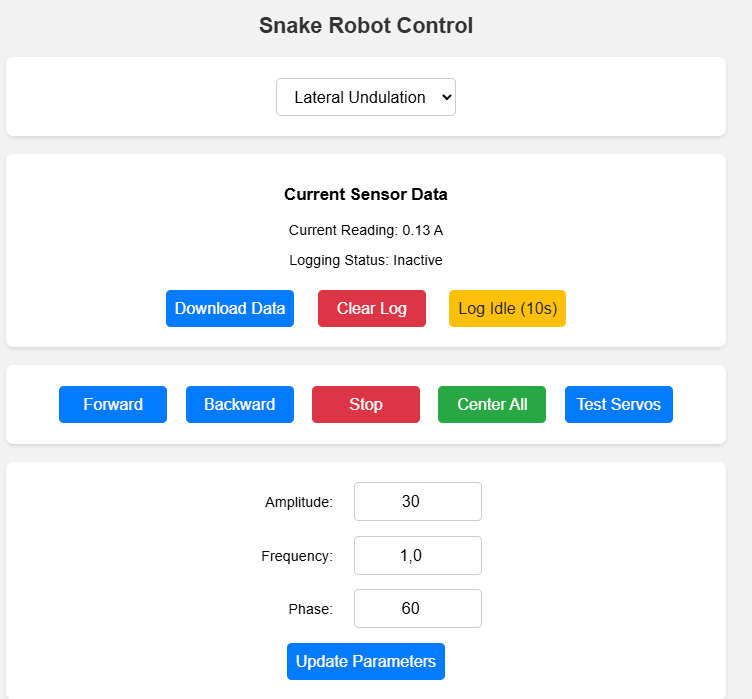 Snake Robot Control
Lateral Undulation
Current Sensor Data
Current Reading: 0.13 A
Logging Status: Inactive
Download Data Clear Log Log Idle (10s)
Forward Backward Stop Center All Test Servos
Amplitude: 30
Frequency: 1,0
Phase: 60
Update Parameters